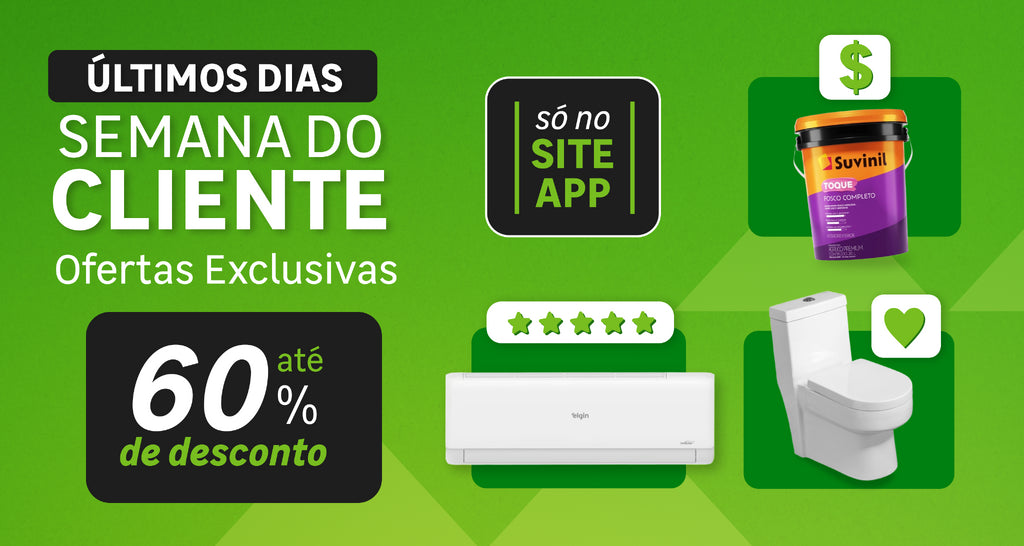 ÚLTIMOS DIAS
SEMANA DO
CLIENTE
Ofertas Exclusivas
60 até
%
de desconto
só no
SITE
APP
$
Suvinil
TOQUE
FOSCO COMPLETO
elgin